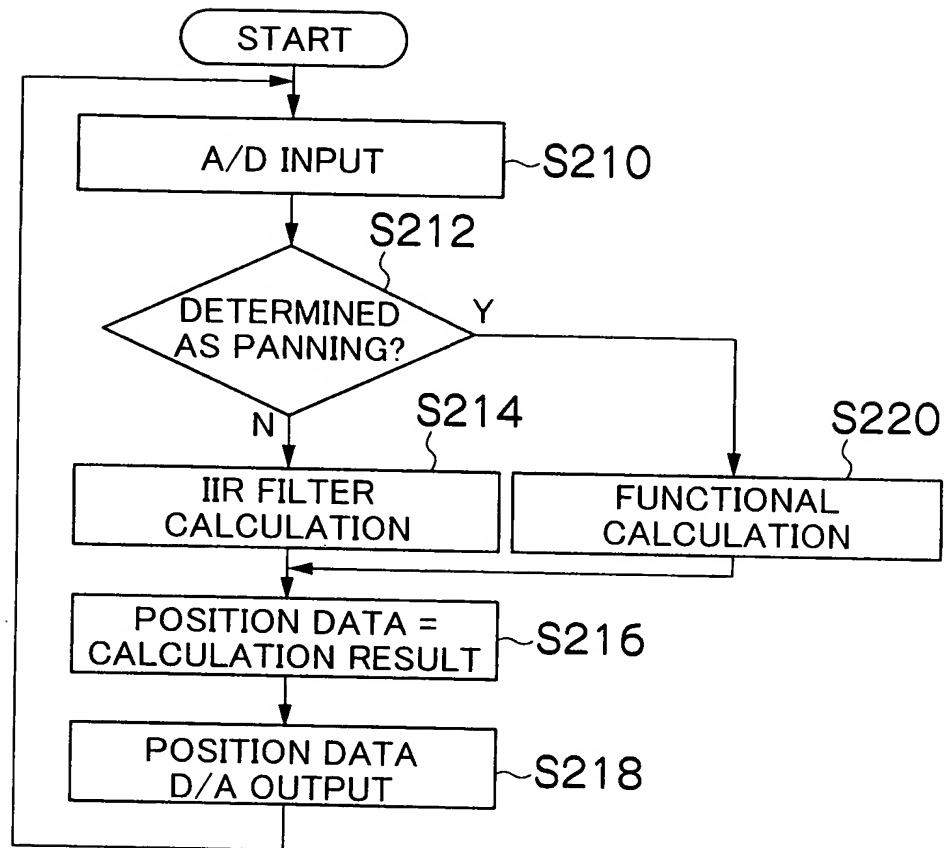 START
A/D INPUT
S210
S212
DETERMINED
AS PANNING?
Y
N
S214
IIR FILTER
CALCULATION
S220
FUNCTIONAL
CALCULATION
POSITION DATA =
CALCULATION RESULT
S216
POSITION DATA
D/A OUTPUT
S218